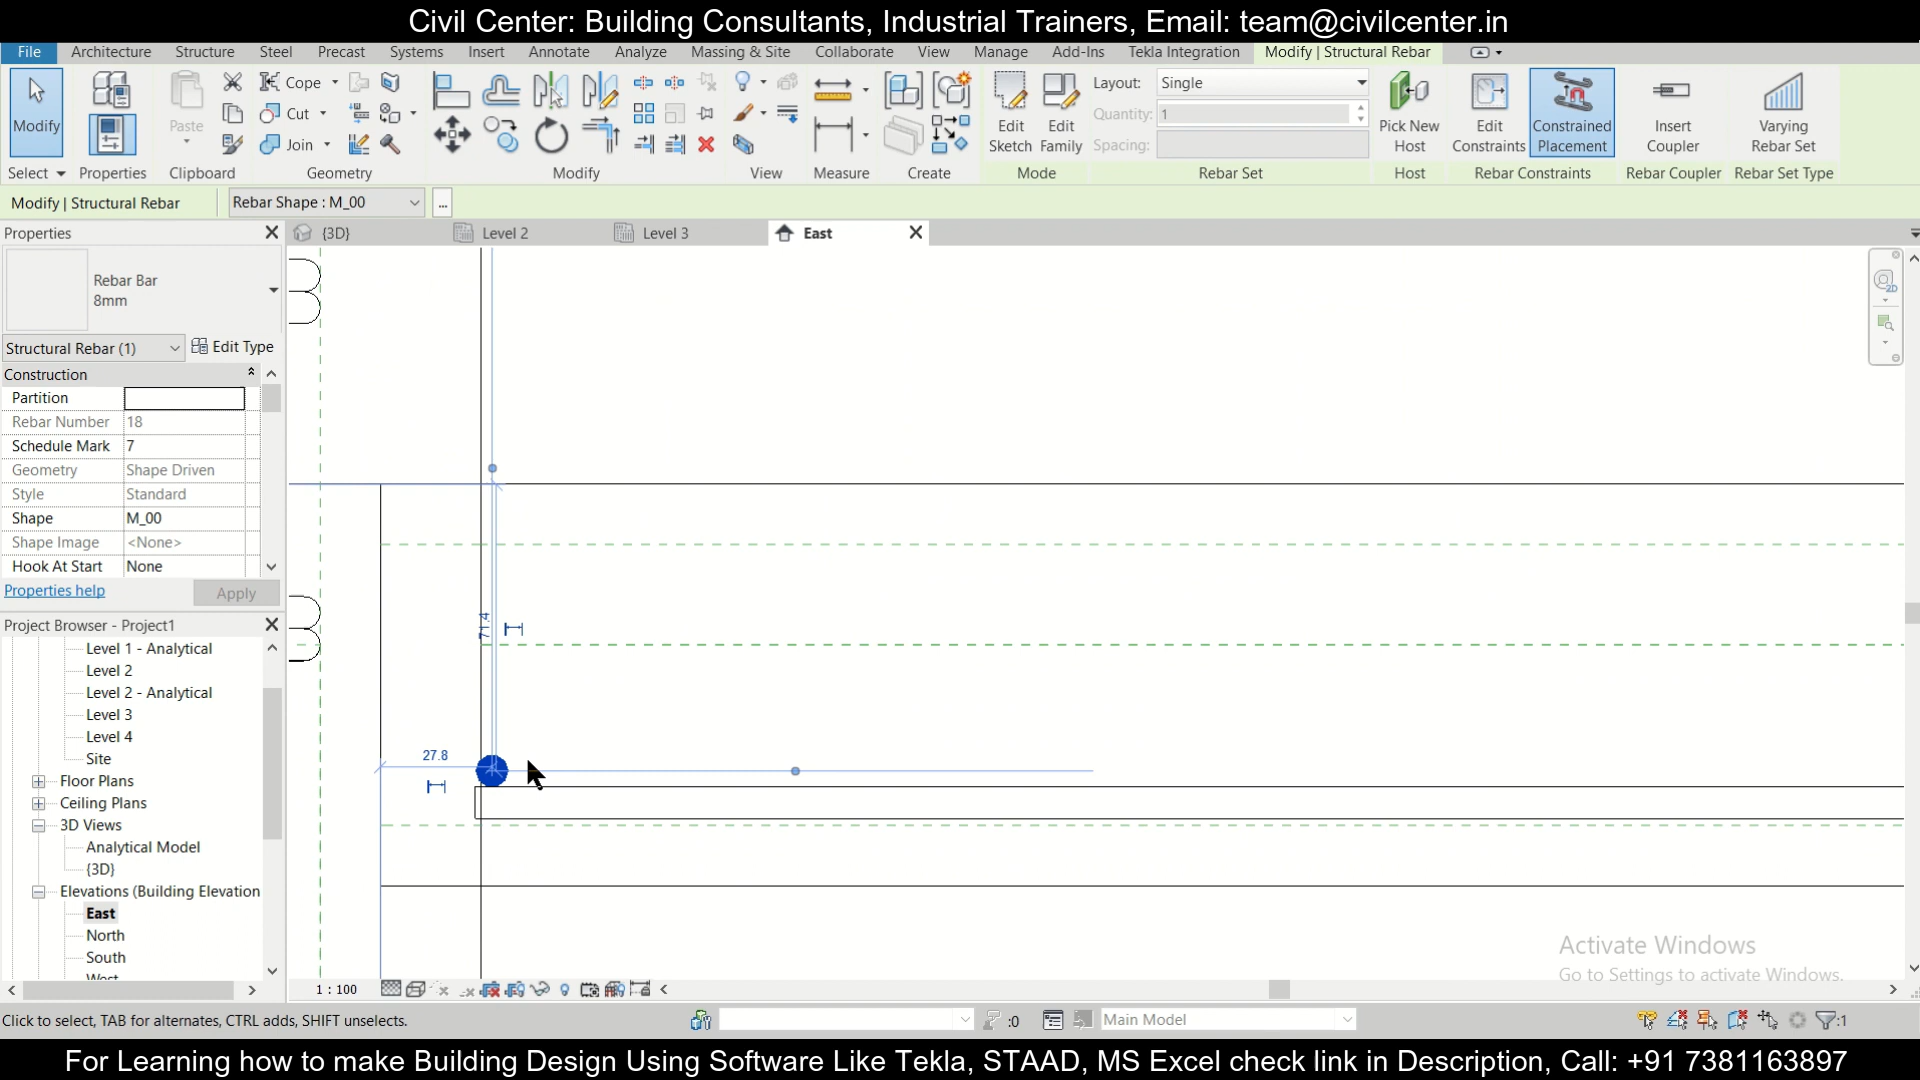 Civil Center: Building Consultants, Industrial Trainers, Email: team@civilcenter.in
File Architecture Structure Steel Precast Systems Insert Annotate Analyze Massing & Site Collaborate View Manage Add-Ins Tekla Integration Modify | Structural Rebar
Modify
Paste
Cope
Cut
Join
Edit Sketch
Edit Family
Layout: Single
Quantity: 1
Spacing:
Pick New Host
Edit Constraints
Constrained Placement
Insert Coupler
Varying Rebar Set
Select Properties Clipboard Geometry Modify View Measure Create Mode Rebar Set Host Rebar Constraints Rebar Coupler Rebar Set Type
Modify | Structural Rebar
Rebar Shape : M_00
...
Properties
{3D} Level 2 Level 3 East
Rebar Bar
8mm
Structural Rebar (1)
Edit Type
Construction
Partition
Rebar Number 18
Schedule Mark 7
Geometry Shape Driven
Style Standard
Shape M_00
Shape Image <None>
Hook At Start None
Properties help
Apply
Project Browser - Project1
Level 1 - Analytical
Level 2
Level 2 - Analytical
Level 3
Level 4
Site
Floor Plans
Ceiling Plans
3D Views
Analytical Model
{3D}
Elevations (Building Elevation
East
North
South
West
2D
71.4
27.8
Activate Windows
Go to Settings to activate Windows.
1 : 100
Click to select, TAB for alternates, CTRL adds, SHIFT unselects.
:0
Main Model
:1
For Learning how to make Building Design Using Software Like Tekla, STAAD, MS Excel check link in Description, Call: +91 7381163897